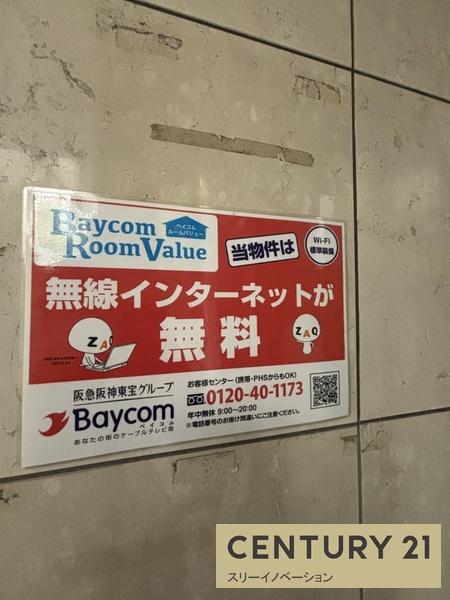 Baycom
Room Value
ベイコム
ルームバリュー
当物件は
Wi-Fi
標準装備
無線インターネットが
無料
ZAQ
ZAQ
阪急阪神東宝グループ
Baycom
ベイコム
あなたの街のケーブルテレビ局
お客様センター(携帯・PHSからもOK)
0120-40-1173
年中無休 9:00~20:00
※電話番号のお掛け間違いにご注意ください。
CENTURY 21
スリーイノベーション